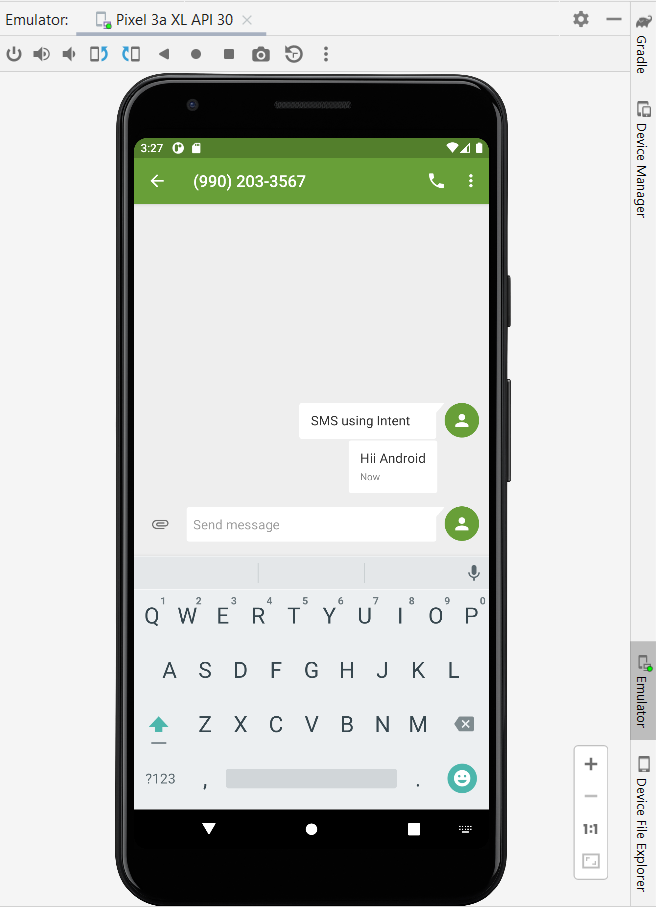 Emulator: Pixel 3a XL API 30
Gradle
Device Manager
3:27
(990) 203-3567
SMS using Intent
Hii Android
Now
Send message
1 2 3 4 5 6 7 8 9 0
Q W E R T Y U I O P
A S D F G H J K L
Z X C V B N M
?123 , .
Emulator
1:1
Device File Explorer